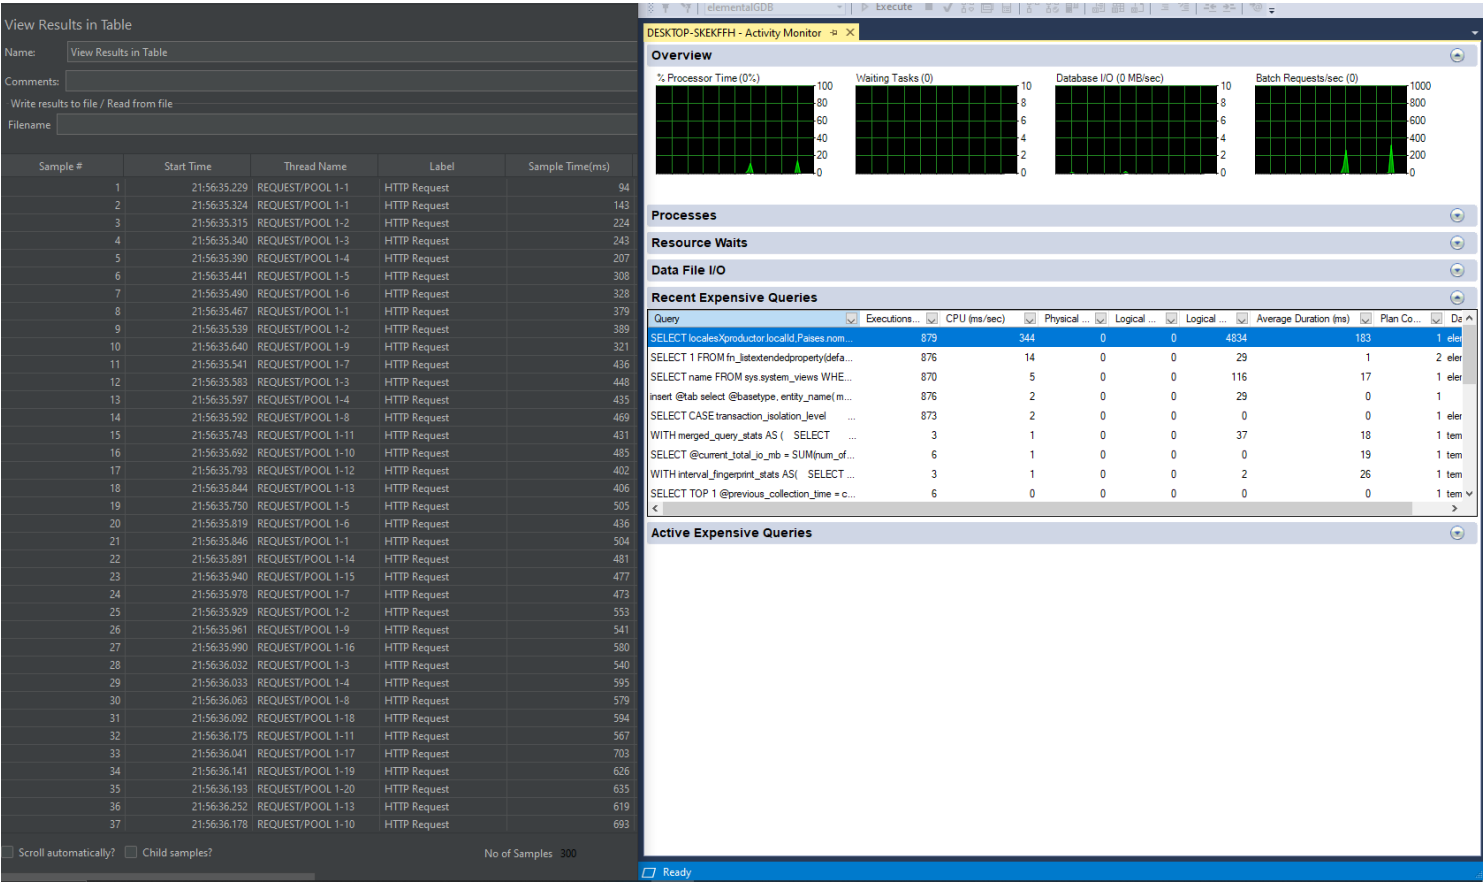 View Results in Table
Name: View Results in Table
Comments:
Write results to file / Read from file
Filename
Sample # Start Time Thread Name Label Sample Time(ms)
1 21:56:35.229 REQUEST/POOL 1-1 HTTP Request 94
2 21:56:35.324 REQUEST/POOL 1-1 HTTP Request 143
3 21:56:35.315 REQUEST/POOL 1-2 HTTP Request 224
4 21:56:35.340 REQUEST/POOL 1-3 HTTP Request 243
5 21:56:35.390 REQUEST/POOL 1-4 HTTP Request 207
6 21:56:35.441 REQUEST/POOL 1-5 HTTP Request 308
7 21:56:35.490 REQUEST/POOL 1-6 HTTP Request 328
8 21:56:35.467 REQUEST/POOL 1-1 HTTP Request 379
9 21:56:35.539 REQUEST/POOL 1-2 HTTP Request 389
10 21:56:35.640 REQUEST/POOL 1-9 HTTP Request 321
11 21:56:35.541 REQUEST/POOL 1-7 HTTP Request 436
12 21:56:35.583 REQUEST/POOL 1-3 HTTP Request 448
13 21:56:35.597 REQUEST/POOL 1-4 HTTP Request 435
14 21:56:35.592 REQUEST/POOL 1-8 HTTP Request 469
15 21:56:35.743 REQUEST/POOL 1-11 HTTP Request 431
16 21:56:35.692 REQUEST/POOL 1-10 HTTP Request 485
17 21:56:35.793 REQUEST/POOL 1-12 HTTP Request 402
18 21:56:35.844 REQUEST/POOL 1-13 HTTP Request 406
19 21:56:35.750 REQUEST/POOL 1-5 HTTP Request 505
20 21:56:35.819 REQUEST/POOL 1-6 HTTP Request 436
21 21:56:35.846 REQUEST/POOL 1-1 HTTP Request 504
22 21:56:35.891 REQUEST/POOL 1-14 HTTP Request 481
23 21:56:35.940 REQUEST/POOL 1-15 HTTP Request 477
24 21:56:35.978 REQUEST/POOL 1-7 HTTP Request 473
25 21:56:35.929 REQUEST/POOL 1-2 HTTP Request 553
26 21:56:35.961 REQUEST/POOL 1-9 HTTP Request 541
27 21:56:35.990 REQUEST/POOL 1-16 HTTP Request 580
28 21:56:36.032 REQUEST/POOL 1-3 HTTP Request 540
29 21:56:36.033 REQUEST/POOL 1-4 HTTP Request 595
30 21:56:36.063 REQUEST/POOL 1-8 HTTP Request 579
31 21:56:36.092 REQUEST/POOL 1-18 HTTP Request 594
32 21:56:36.175 REQUEST/POOL 1-11 HTTP Request 567
33 21:56:36.041 REQUEST/POOL 1-17 HTTP Request 703
34 21:56:36.141 REQUEST/POOL 1-19 HTTP Request 626
35 21:56:36.193 REQUEST/POOL 1-20 HTTP Request 635
36 21:56:36.252 REQUEST/POOL 1-13 HTTP Request 619
37 21:56:36.178 REQUEST/POOL 1-10 HTTP Request 693
Scroll automatically? Child samples? No of Samples 300
elementalGDB Execute
DESKTOP-SKEKFFH - Activity Monitor
Overview
% Processor Time (0%) Waiting Tasks (0) Database I/O (0 MB/sec) Batch Requests/sec (0)
100 10 10 1000
80 8 8 800
60 6 6 600
40 4 4 400
20 2 2 200
0 0 0 0
Processes
Resource Waits
Data File I/O
Recent Expensive Queries
Query Executions... CPU (ms/sec) Physical ... Logical ... Logical ... Average Duration (ms) Plan Co... Da
SELECT localesXproductor.localId,Paises.nom... 879 344 0 0 4834 183 1 eler
SELECT 1 FROM fn_listextendedproperty(defa... 876 14 0 0 29 1 2 eler
SELECT name FROM sys.system_views WHE... 870 5 0 0 116 17 1 eler
insert @tab select @basetype, entity_name( m... 876 2 0 0 29 0 1
SELECT CASE transaction_isolation_level ... 873 2 0 0 0 0 1 eler
WITH merged_query_stats AS ( SELECT ... 3 1 0 0 37 18 1 tem
SELECT @current_total_io_mb = SUM(num_of... 6 1 0 0 0 19 1 tem
WITH interval_fingerprint_stats AS( SELECT ... 3 1 0 0 2 26 1 tem
SELECT TOP 1 @previous_collection_time = c... 6 0 0 0 0 0 1 tem
Active Expensive Queries
Ready